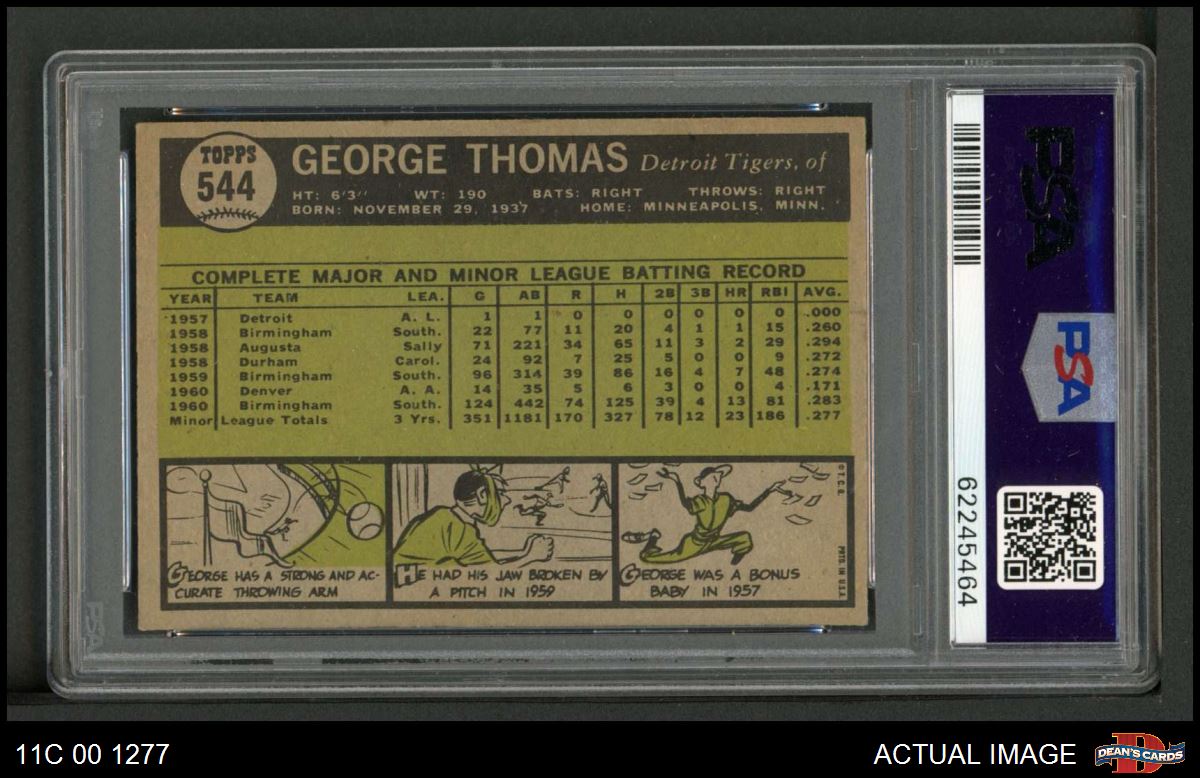 TOPPS
544
GEORGE THOMAS Detroit Tigers, of
HT: 6'3'' WT: 190 BATS: RIGHT THROWS: RIGHT
BORN: NOVEMBER 29, 1937 HOME: MINNEAPOLIS, MINN.
COMPLETE MAJOR AND MINOR LEAGUE BATTING RECORD
YEAR TEAM LEA. G AB R H 2B 3B HR RBI AVG.
1957 Detroit A. L. 1 1 0 0 0 0 0 0 .000
1958 Birmingham South. 22 77 11 20 4 1 1 15 .260
1958 Augusta Sally 71 221 34 65 11 3 2 29 .294
1958 Durham Carol. 24 92 7 25 5 0 0 9 .272
1959 Birmingham South. 96 314 39 86 16 4 7 48 .274
1960 Denver A. A. 14 35 5 6 3 0 0 4 .171
1960 Birmingham South. 124 442 74 125 39 4 13 81 .283
Minor League Totals 3 Yrs. 351 1181 170 327 78 12 23 186 .277
GEORGE HAS A STRONG AND AC-
CURATE THROWING ARM
HE HAD HIS JAW BROKEN BY
A PITCH IN 1959
GEORGE WAS A BONUS
BABY IN 1957
© T.C.G.
PRTD. IN U.S.A.
PSA
PSA
62245464
PSA
11C 00 1277
ACTUAL IMAGE
DEAN'S CARDS